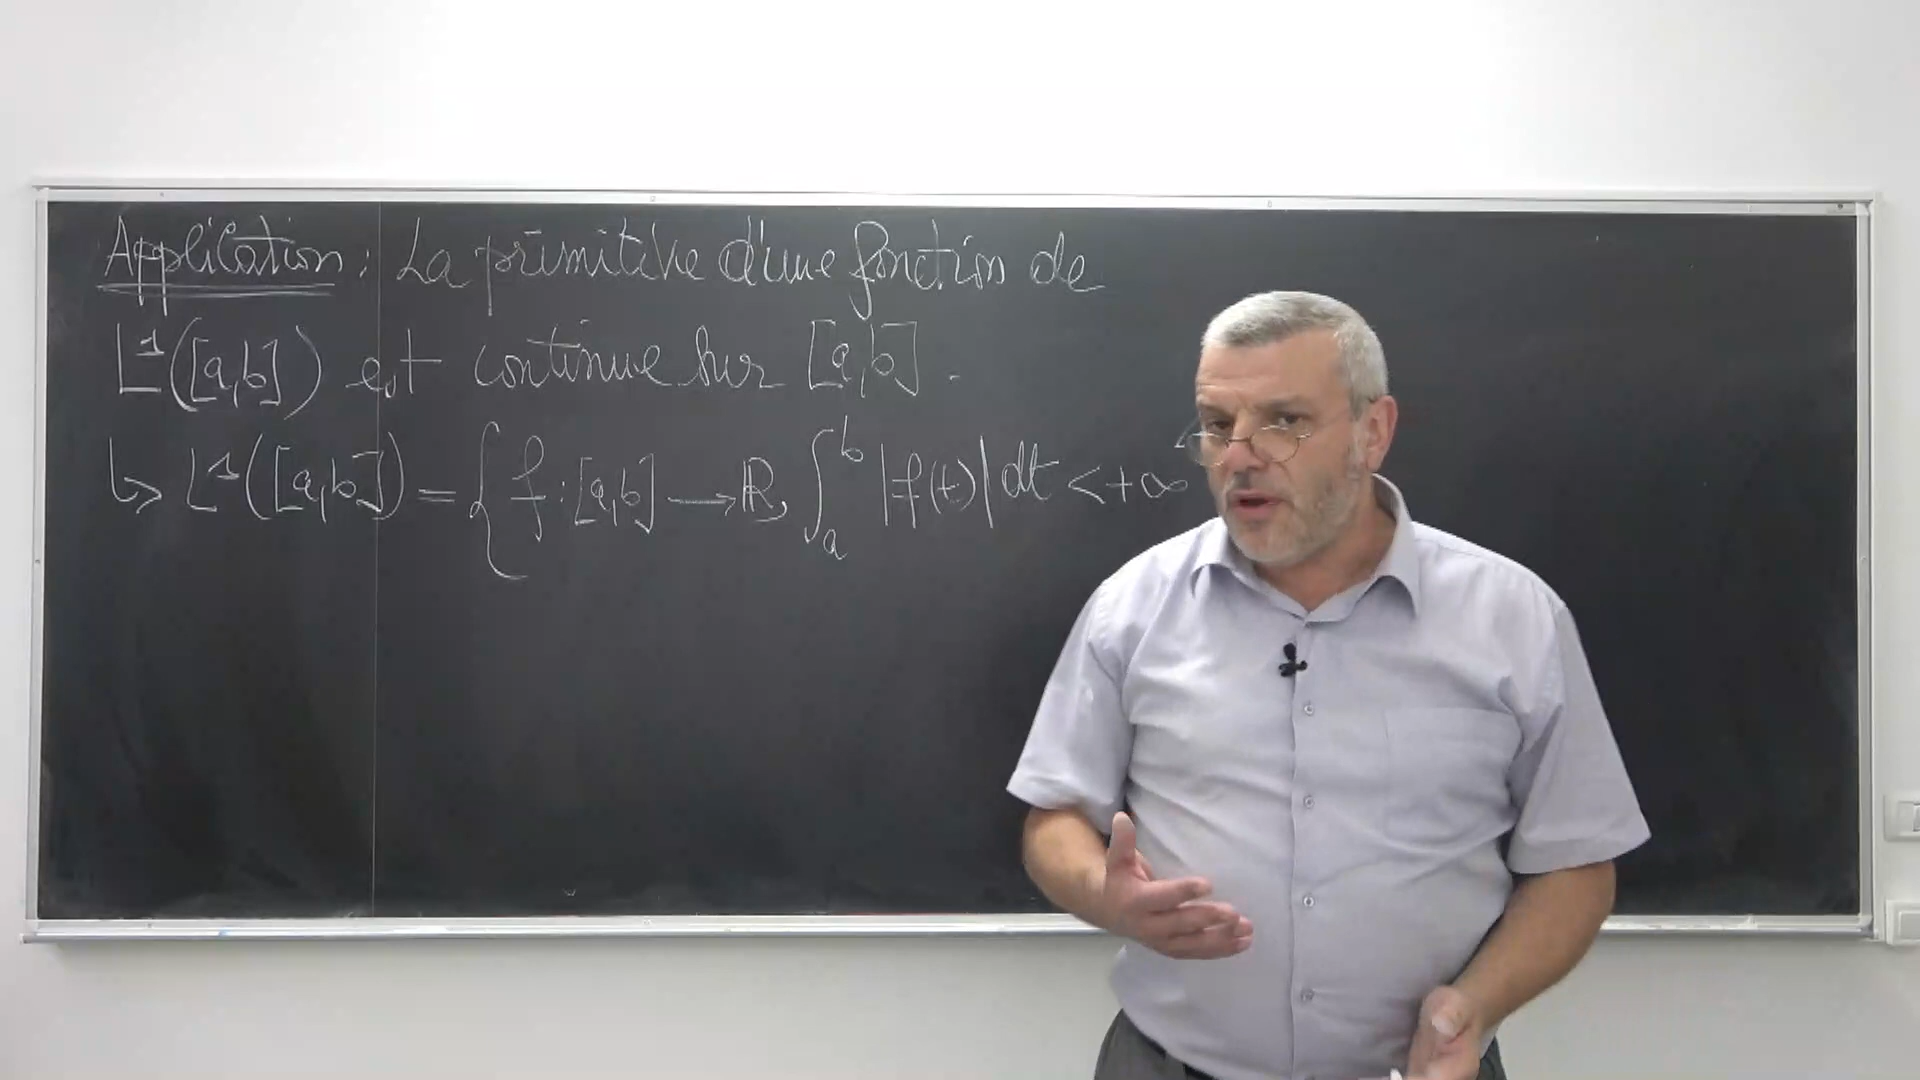 Application : La primitive d'une fonction de
L¹([a,b]) est continue sur [a,b].
↳ L¹([a,b]) = { f : [a,b] ⟶ ℝ, ∫ₐᵇ |f(t)| dt < +∞